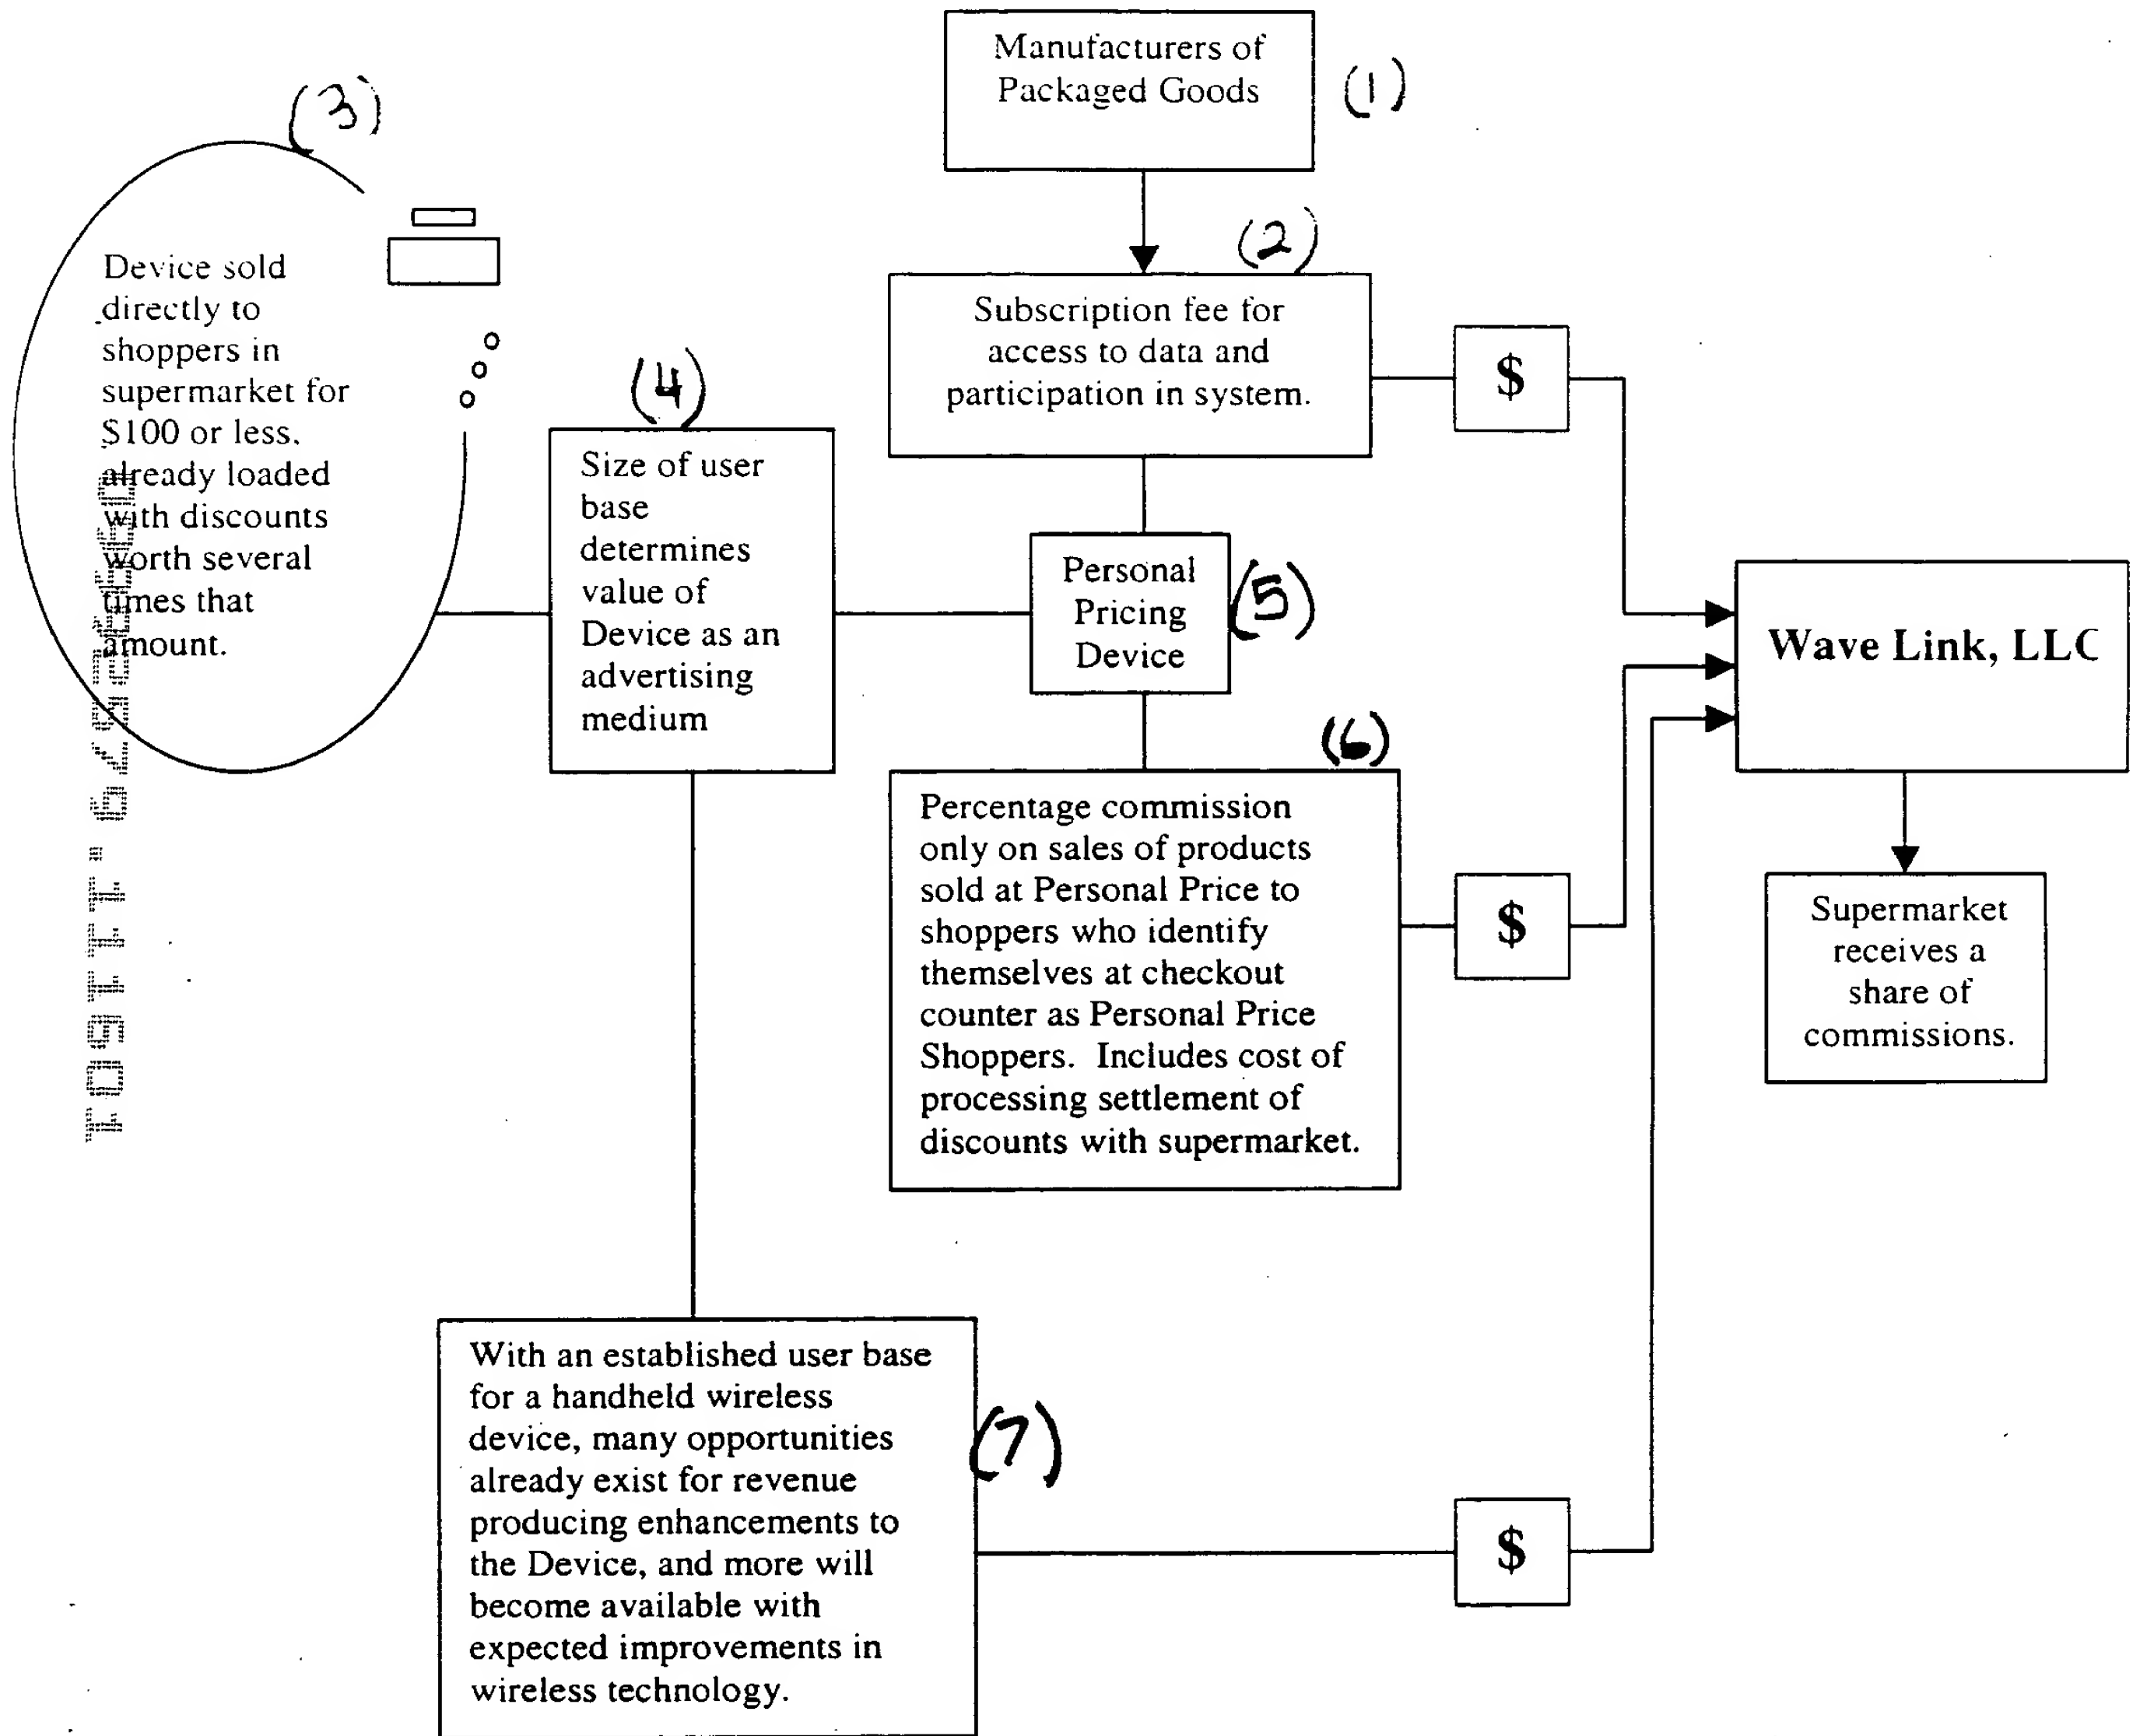 Manufacturers of
Packaged Goods
(1)
(2)
Subscription fee for
access to data and
participation in system.
$
(3)
Device sold
directly to
shoppers in
supermarket for
$100 or less,
already loaded
with discounts
worth several
times that
amount.
(4)
Size of user
base
determines
value of
Device as an
advertising
medium
Personal
Pricing
Device
(5)
Wave Link, LLC
(6)
Percentage commission
only on sales of products
sold at Personal Price to
shoppers who identify
themselves at checkout
counter as Personal Price
Shoppers. Includes cost of
processing settlement of
discounts with supermarket.
$
Supermarket
receives a
share of
commissions.
With an established user base
for a handheld wireless
device, many opportunities
already exist for revenue
producing enhancements to
the Device, and more will
become available with
expected improvements in
wireless technology.
(7)
$